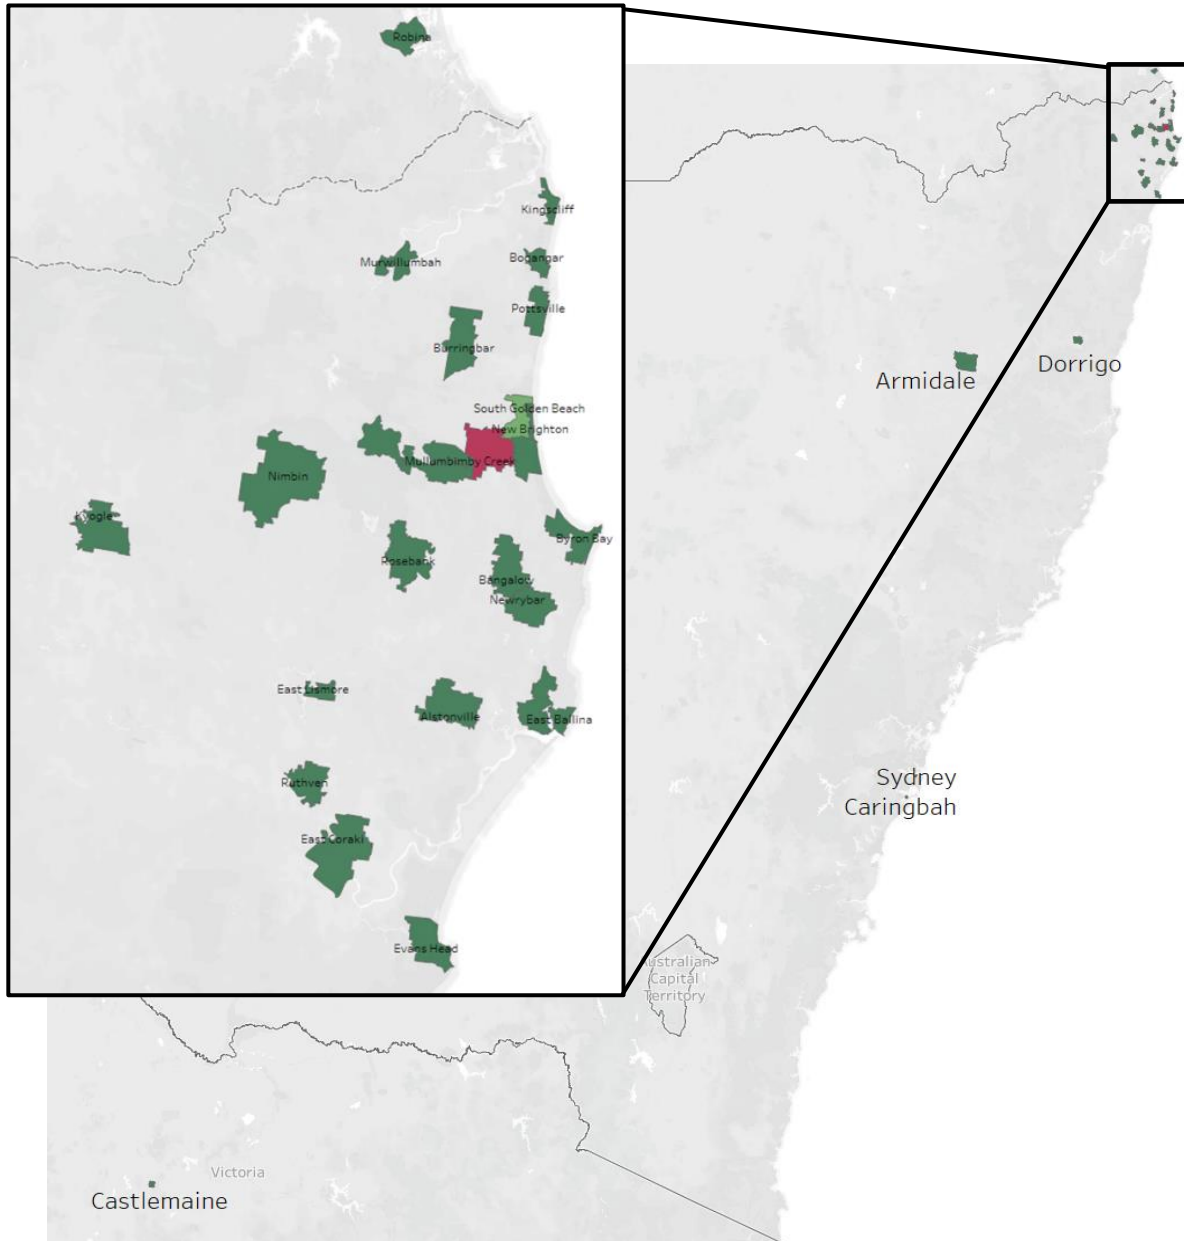 Robina
Kingscliff
Bogangar
Murwillumbah
Pottsville
Burringbar
South Golden Beach
New Brighton
Mullumbimby Creek
Nimbin
Kyogle
Byron Bay
Rosebank
Bangalow
Newrybar
East Lismore
Alstonville
East Ballina
Ruthven
East Coraki
Evans Head
Armidale
Dorrigo
Sydney
Caringbah
Australian
Capital
Territory
Victoria
Castlemaine